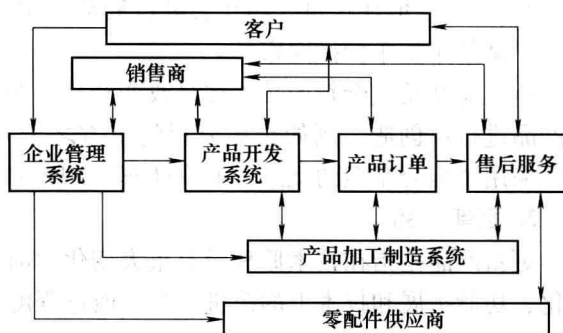 客户
销售商
企业管理
系统
产品开发
系统
产品订单
售后服务
产品加工制造系统
零配件供应商